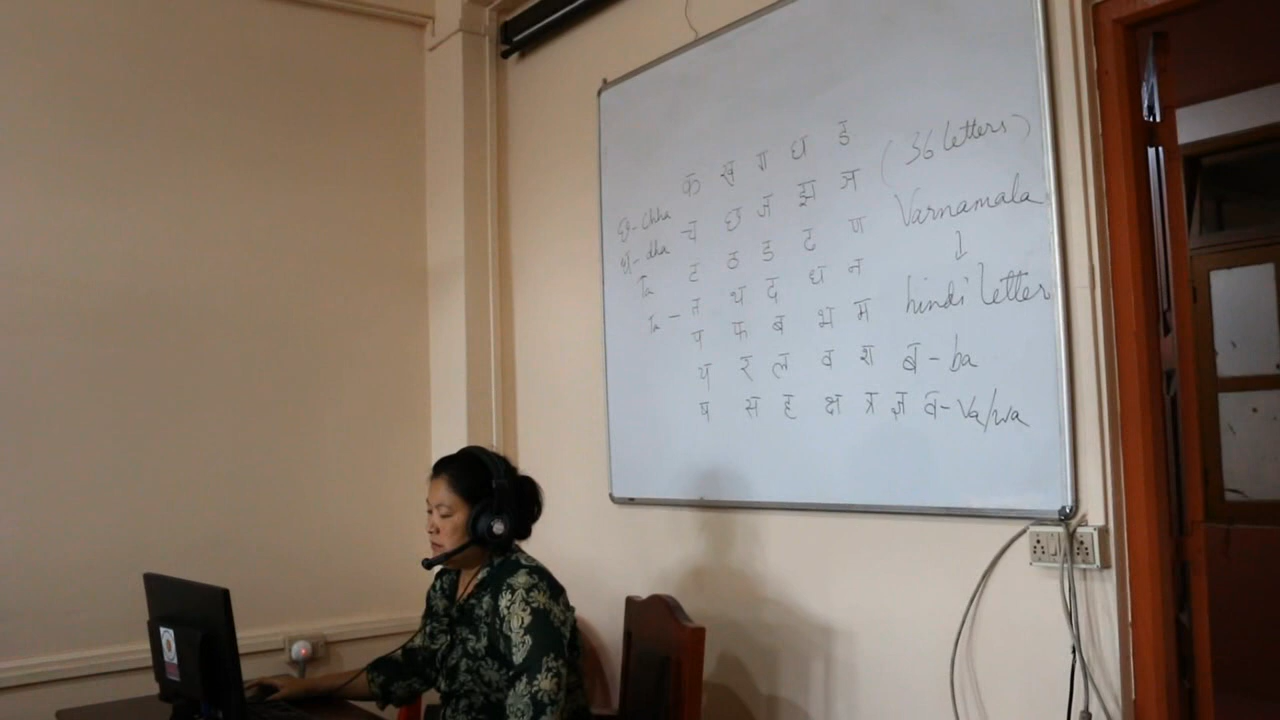 क ख ग घ ड (36 letters)
छ - chha च छ ज झ ञ Varnamala
ध - dha ट ठ ड ढ ण ↓
Ta त थ द ध न hindi letter
Ta - प फ ब भ म
य र ल व श ब - ba
ष स ह क्ष त्र ज्ञ व - va/wa